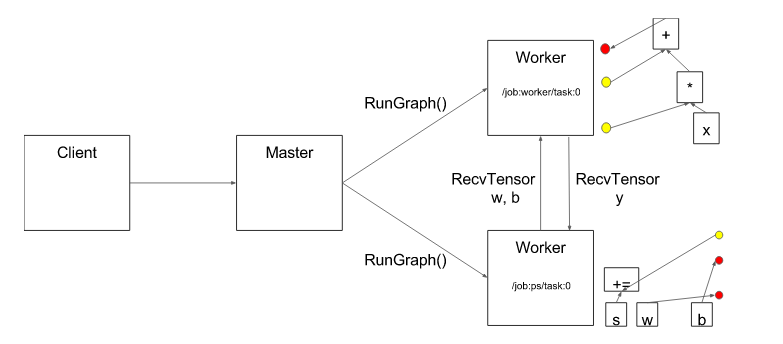 Client
Master
RunGraph()
RunGraph()
Worker
/job:worker/task:0
RecvTensor
w, b
RecvTensor
y
Worker
/job:ps/task:0
+
*
x
+=
s
w
b